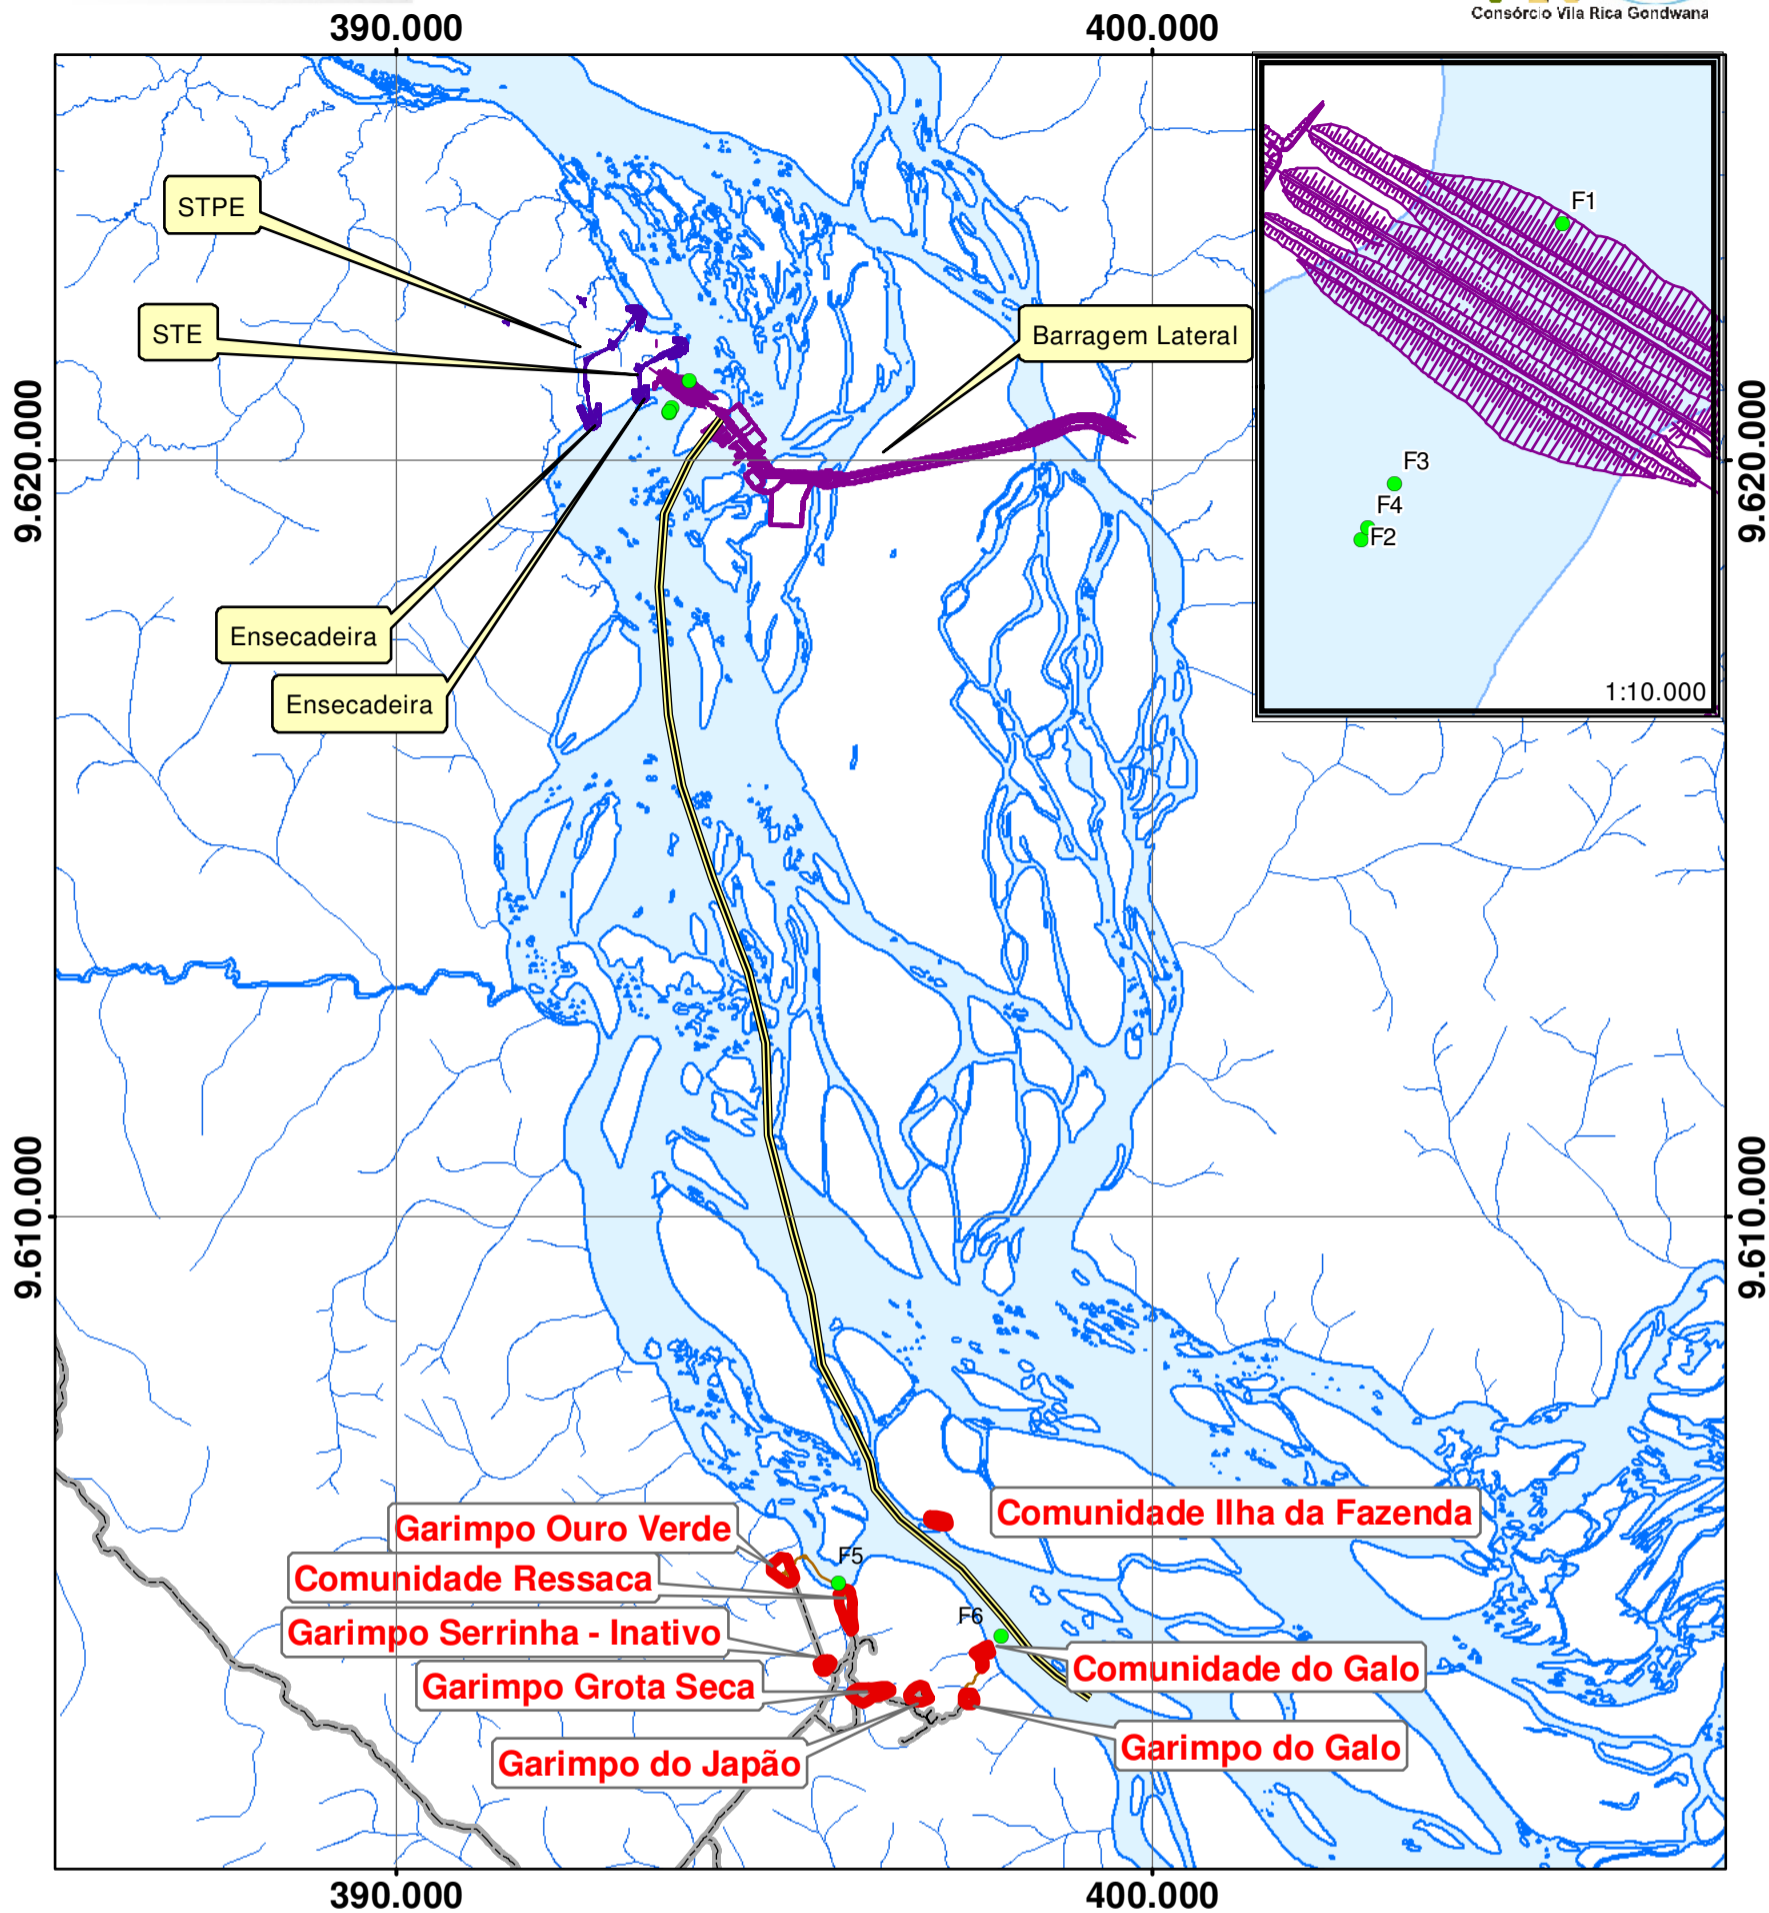 Consórcio Vila Rica Gondwana
390.000
400.000
STPE
F1
STE
Barragem Lateral
9.620.000
9.620.000
F3
F4
F2
Ensecadeira
1:10.000
Ensecadeira
9.610.000
9.610.000
Comunidade Ilha da Fazenda
Garimpo Ouro Verde
F5
Comunidade Ressaca
F6
Garimpo Serrinha - Inativo
Comunidade do Galo
Garimpo Grota Seca
Garimpo do Galo
Garimpo do Japão
390.000
400.000